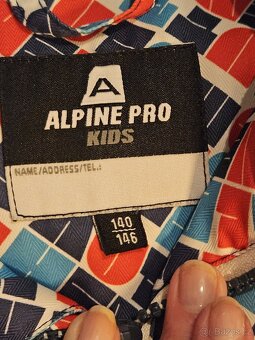 ALPINE PRO
KIDS
NAME/ADDRESS/TEL.:
140
146